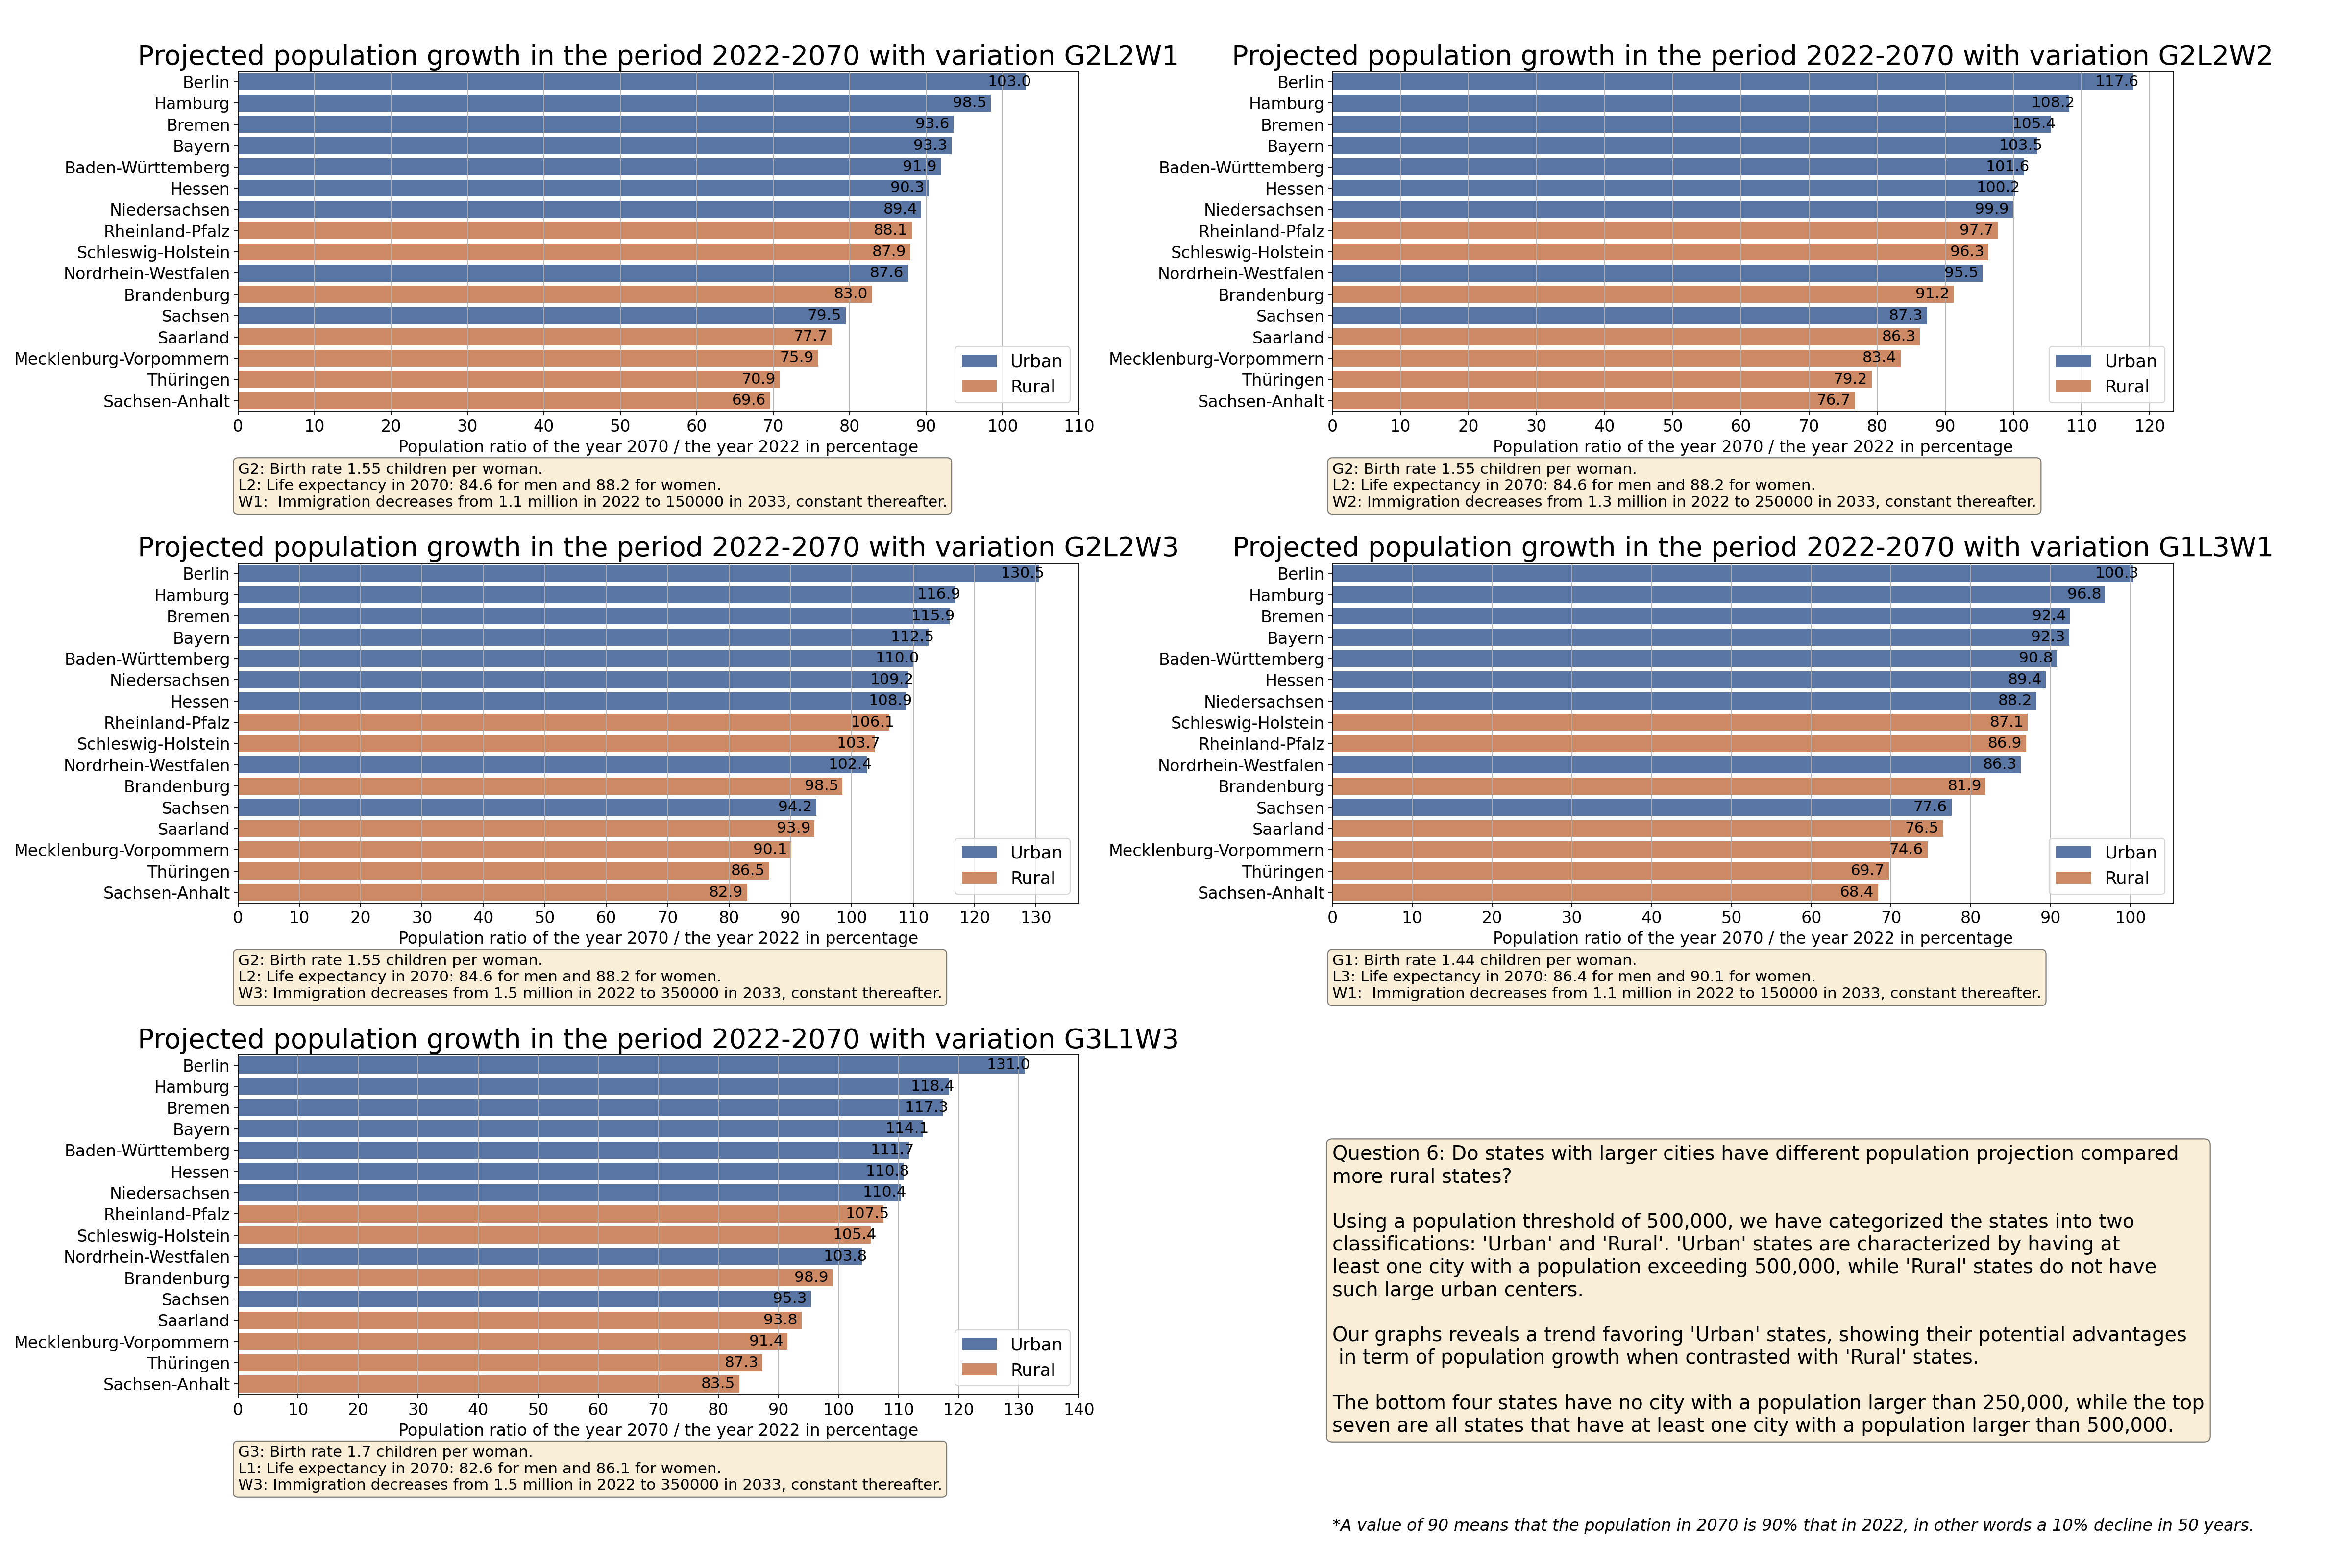 Projected population growth in the period 2022-2070 with variation G2L2W1
Berlin 103.0
Hamburg 98.5
Bremen 93.6
Bayern 93.3
Baden-Württemberg 91.9
Hessen 90.3
Niedersachsen 89.4
Rheinland-Pfalz 88.1
Schleswig-Holstein 87.9
Nordrhein-Westfalen 87.6
Brandenburg 83.0
Sachsen 79.5
Saarland 77.7
Mecklenburg-Vorpommern 75.9
Thüringen 70.9
Sachsen-Anhalt 69.6
Urban
Rural
0 10 20 30 40 50 60 70 80 90 100 110
Population ratio of the year 2070 / the year 2022 in percentage
G2: Birth rate 1.55 children per woman.
L2: Life expectancy in 2070: 84.6 for men and 88.2 for women.
W1:  Immigration decreases from 1.1 million in 2022 to 150000 in 2033, constant thereafter.
Projected population growth in the period 2022-2070 with variation G2L2W2
Berlin 117.6
Hamburg 108.2
Bremen 105.4
Bayern 103.5
Baden-Württemberg 101.6
Hessen 100.2
Niedersachsen 99.9
Rheinland-Pfalz 97.7
Schleswig-Holstein 96.3
Nordrhein-Westfalen 95.5
Brandenburg 91.2
Sachsen 87.3
Saarland 86.3
Mecklenburg-Vorpommern 83.4
Thüringen 79.2
Sachsen-Anhalt 76.7
Urban
Rural
0 10 20 30 40 50 60 70 80 90 100 110 120
Population ratio of the year 2070 / the year 2022 in percentage
G2: Birth rate 1.55 children per woman.
L2: Life expectancy in 2070: 84.6 for men and 88.2 for women.
W2: Immigration decreases from 1.3 million in 2022 to 250000 in 2033, constant thereafter.
Projected population growth in the period 2022-2070 with variation G2L2W3
Berlin 130.5
Hamburg 116.9
Bremen 115.9
Bayern 112.5
Baden-Württemberg 110.0
Niedersachsen 109.2
Hessen 108.9
Rheinland-Pfalz 106.1
Schleswig-Holstein 103.7
Nordrhein-Westfalen 102.4
Brandenburg 98.5
Sachsen 94.2
Saarland 93.9
Mecklenburg-Vorpommern 90.1
Thüringen 86.5
Sachsen-Anhalt 82.9
Urban
Rural
0 10 20 30 40 50 60 70 80 90 100 110 120 130
Population ratio of the year 2070 / the year 2022 in percentage
G2: Birth rate 1.55 children per woman.
L2: Life expectancy in 2070: 84.6 for men and 88.2 for women.
W3: Immigration decreases from 1.5 million in 2022 to 350000 in 2033, constant thereafter.
Projected population growth in the period 2022-2070 with variation G1L3W1
Berlin 100.3
Hamburg 96.8
Bremen 92.4
Bayern 92.3
Baden-Württemberg 90.8
Hessen 89.4
Niedersachsen 88.2
Schleswig-Holstein 87.1
Rheinland-Pfalz 86.9
Nordrhein-Westfalen 86.3
Brandenburg 81.9
Sachsen 77.6
Saarland 76.5
Mecklenburg-Vorpommern 74.6
Thüringen 69.7
Sachsen-Anhalt 68.4
Urban
Rural
0 10 20 30 40 50 60 70 80 90 100
Population ratio of the year 2070 / the year 2022 in percentage
G1: Birth rate 1.44 children per woman.
L3: Life expectancy in 2070: 86.4 for men and 90.1 for women.
W1:  Immigration decreases from 1.1 million in 2022 to 150000 in 2033, constant thereafter.
Projected population growth in the period 2022-2070 with variation G3L1W3
Berlin 131.0
Hamburg 118.4
Bremen 117.3
Bayern 114.1
Baden-Württemberg 111.7
Hessen 110.8
Niedersachsen 110.4
Rheinland-Pfalz 107.5
Schleswig-Holstein 105.4
Nordrhein-Westfalen 103.8
Brandenburg 98.9
Sachsen 95.3
Saarland 93.8
Mecklenburg-Vorpommern 91.4
Thüringen 87.3
Sachsen-Anhalt 83.5
Urban
Rural
0 10 20 30 40 50 60 70 80 90 100 110 120 130 140
Population ratio of the year 2070 / the year 2022 in percentage
G3: Birth rate 1.7 children per woman.
L1: Life expectancy in 2070: 82.6 for men and 86.1 for women.
W3: Immigration decreases from 1.5 million in 2022 to 350000 in 2033, constant thereafter.
Question 6: Do states with larger cities have different population projection compared
more rural states?
Using a population threshold of 500,000, we have categorized the states into two
classifications: 'Urban' and 'Rural'. 'Urban' states are characterized by having at
least one city with a population exceeding 500,000, while 'Rural' states do not have
such large urban centers.
Our graphs reveals a trend favoring 'Urban' states, showing their potential advantages
in term of population growth when contrasted with 'Rural' states.
The bottom four states have no city with a population larger than 250,000, while the top
seven are all states that have at least one city with a population larger than 500,000.
*A value of 90 means that the population in 2070 is 90% that in 2022, in other words a 10% decline in 50 years.